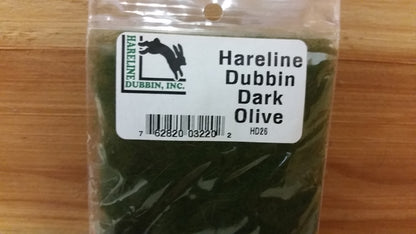 HARELINE
DUBBIN, INC.
Hareline
Dubbin
Dark
Olive
HD26
7 62820 03220 2